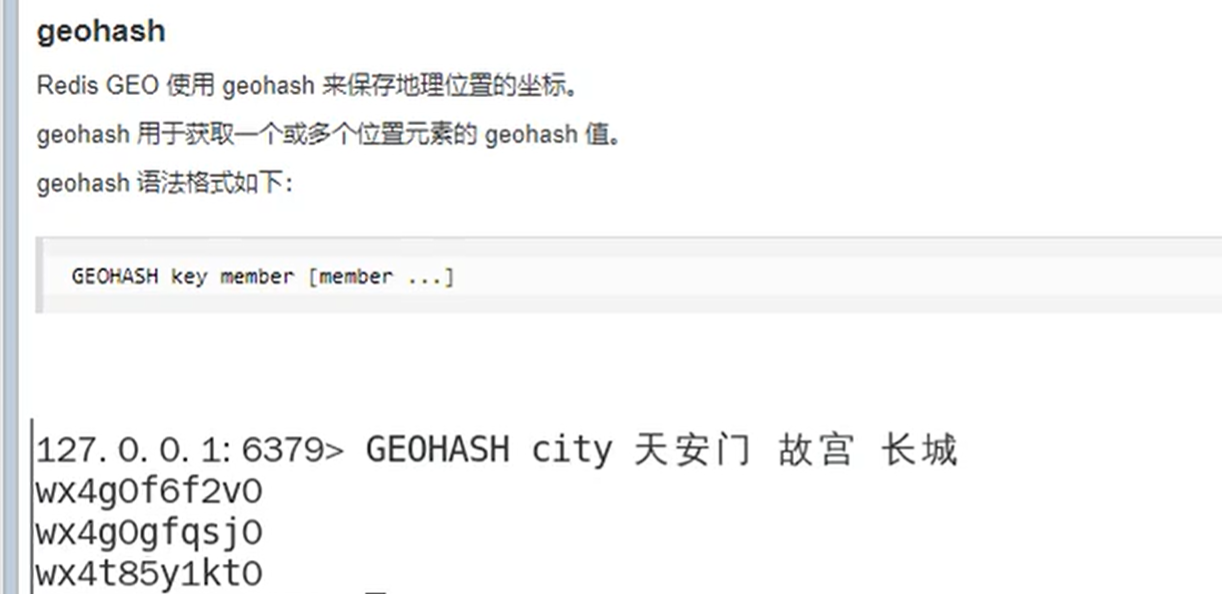 geohash
Redis GEO 使用 geohash 来保存地理位置的坐标。
geohash 用于获取一个或多个位置元素的 geohash 值。
geohash 语法格式如下：
GEOHASH key member [member ...]
127.0.0.1:6379> GEOHASH city 天安门 故宫 长城
wx4g0f6f2v0
wx4g0gfqsj0
wx4t85y1kt0